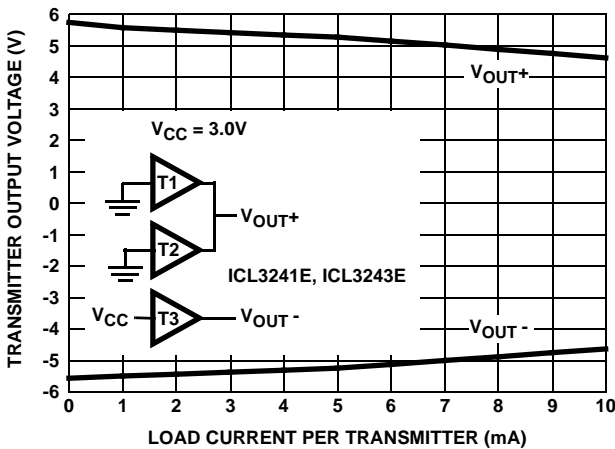 TRANSMITTER OUTPUT VOLTAGE (V)
6
5
4
3
2
1
0
-1
-2
-3
-4
-5
-6
VOUT+
VCC = 3.0V
T1
VOUT+
T2
ICL3241E, ICL3243E
VCC
T3
VOUT -
VOUT -
0 1 2 3 4 5 6 7 8 9 10
LOAD CURRENT PER TRANSMITTER (mA)